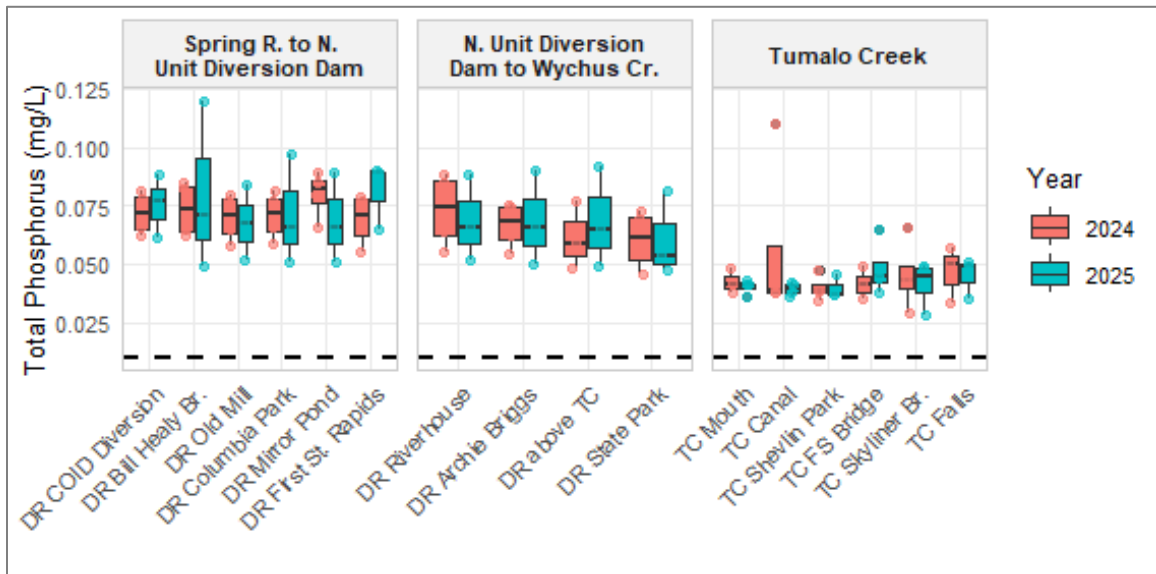 Spring R. to N.
Unit Diversion Dam
N. Unit Diversion
Dam to Wychus Cr.
Tumalo Creek
Total Phosphorus (mg/L)
0.125
0.100
0.075
0.050
0.025
DR COID Diversion
DR Bill Healy Br.
DR Old Mill
DR Columbia Park
DR Mirror Pond
DR First St. Rapids
DR Riverhouse
DR Archie Briggs
DR above TC
DR State Park
TC Mouth
TC Canal
TC Shevlin Park
TC FS Bridge
TC Skyliner Br.
TC Falls
Year
2024
2025